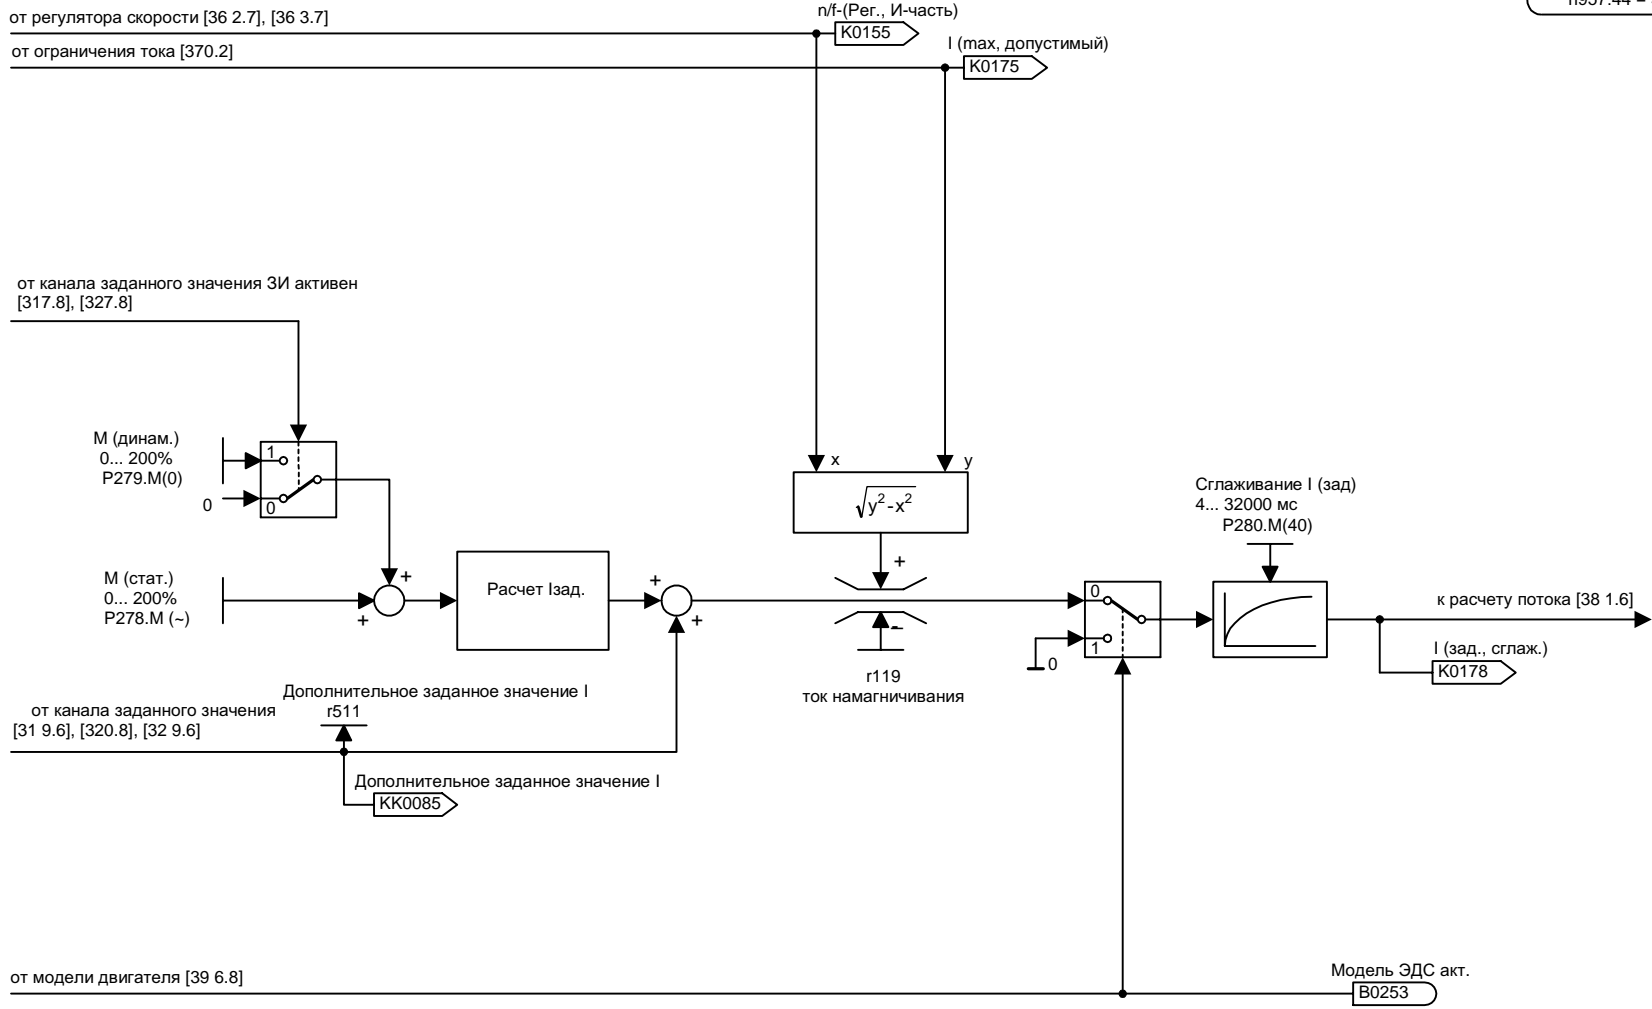 n957.44 =
от регулятора скорости [36 2.7], [36 3.7]
n/f-(Рег., И-часть)
K0155
от ограничения тока [370.2]
I (max, допустимый)
K0175
от канала заданного значения ЗИ активен
[317.8], [327.8]
М (динам.)
0... 200%
P279.M(0)
1
0
0
x
y
√y²-x²
Сглаживание I (зад)
4... 32000 мс
P280.M(40)
М (стат.)
0... 200%
P278.M (~)
+
+
Расчет Iзад.
+
+
+
–
r119
ток намагничивания
0
1
0
к расчету потока [38 1.6]
I (зад., сглаж.)
K0178
Дополнительное заданное значение I
r511
от канала заданного значения
[31 9.6], [320.8], [32 9.6]
Дополнительное заданное значение I
KK0085
от модели двигателя [39 6.8]
Модель ЭДС акт.
B0253